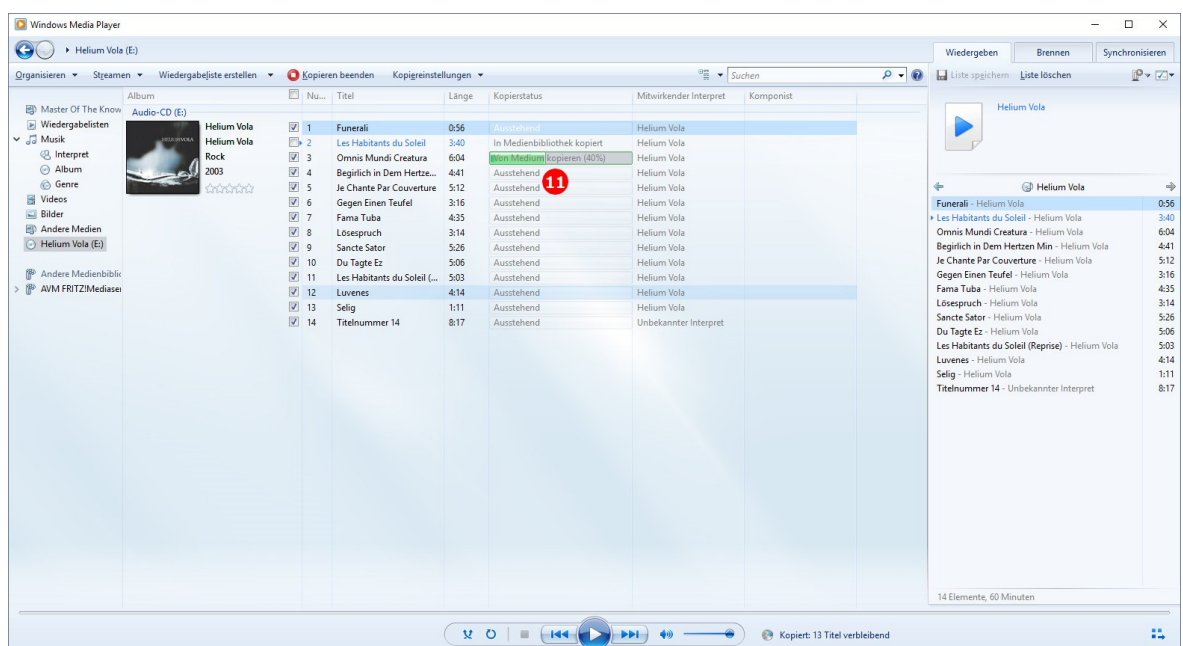 Windows Media Player
Helium Vola (E:)
Wiedergeben Brennen Synchronisieren
Organisieren Streamen Wiedergabeliste erstellen Kopieren beenden Kopiereinstellungen Suchen Liste speichern Liste löschen
Album Nu... Titel Länge Kopierstatus Mitwirkender Interpret Komponist
Master Of The Know
Wiedergabelisten
Musik
Interpret
Album
Genre
Videos
Bilder
Andere Medien
Helium Vola (E:)
Andere Medienbiblio
AVM FRITZ!Mediaser
Audio-CD (E:)
HELIUM VOLA
Helium Vola
Helium Vola
Rock
2003
1 Funerali 0:56 Ausstehend Helium Vola
2 Les Habitants du Soleil 3:40 In Medienbibliothek kopiert Helium Vola
3 Omnis Mundi Creatura 6:04 Von Medium kopieren (40%) Helium Vola
4 Begirlich in Dem Hertze... 4:41 Ausstehend Helium Vola
5 Je Chante Par Couverture 5:12 Ausstehend Helium Vola
11
6 Gegen Einen Teufel 3:16 Ausstehend Helium Vola
7 Fama Tuba 4:35 Ausstehend Helium Vola
8 Lösespruch 3:14 Ausstehend Helium Vola
9 Sancte Sator 5:26 Ausstehend Helium Vola
10 Du Tagte Ez 5:06 Ausstehend Helium Vola
11 Les Habitants du Soleil (... 5:03 Ausstehend Helium Vola
12 Luvenes 4:14 Ausstehend Helium Vola
13 Selig 1:11 Ausstehend Helium Vola
14 Titelnummer 14 8:17 Ausstehend Unbekannter Interpret
Helium Vola
Helium Vola
Funerali - Helium Vola 0:56
Les Habitants du Soleil - Helium Vola 3:40
Omnis Mundi Creatura - Helium Vola 6:04
Begirlich in Dem Hertzen Min - Helium Vola 4:41
Je Chante Par Couverture - Helium Vola 5:12
Gegen Einen Teufel - Helium Vola 3:16
Fama Tuba - Helium Vola 4:35
Lösespruch - Helium Vola 3:14
Sancte Sator - Helium Vola 5:26
Du Tagte Ez - Helium Vola 5:06
Les Habitants du Soleil (Reprise) - Helium Vola 5:03
Luvenes - Helium Vola 4:14
Selig - Helium Vola 1:11
Titelnummer 14 - Unbekannter Interpret 8:17
14 Elemente, 60 Minuten
Kopiert: 13 Titel verbleibend